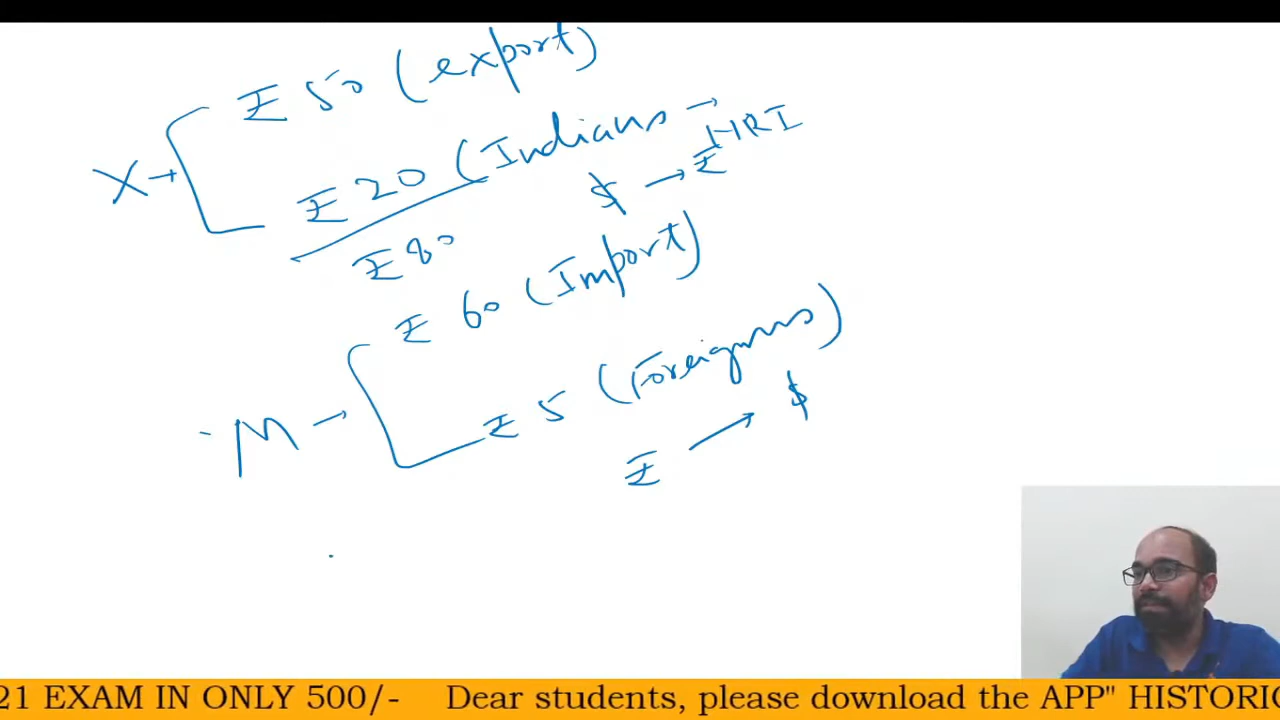 ₹ 50 (export)
X → ₹ 20 (Indians → NRI
$ → ₹
₹ 80
₹ 60 (Import)
M → ₹ 5 (Foreigners)
₹ → $
21 EXAM IN ONLY 500/- Dear students, please download the APP" HISTORIC